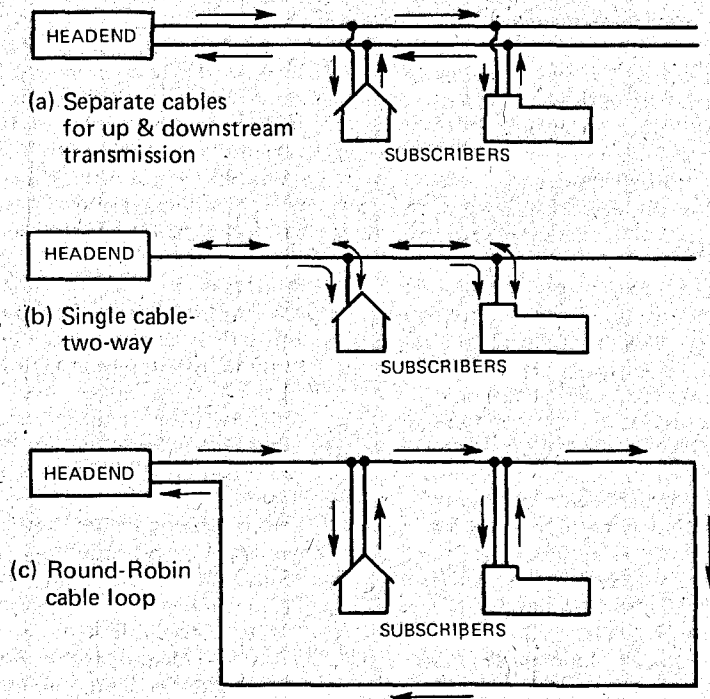 HEADEND
(a) Separate cables
for up & downstream
transmission
SUBSCRIBERS
HEADEND
(b) Single cable-
two-way
SUBSCRIBERS
HEADEND
(c) Round-Robin
cable loop
SUBSCRIBERS